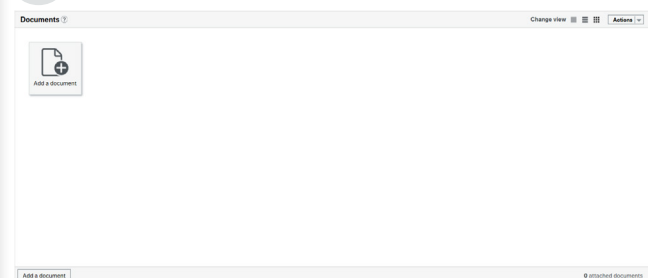 Documents ? Change view Actions
Add a document
Add a document 0 attached documents